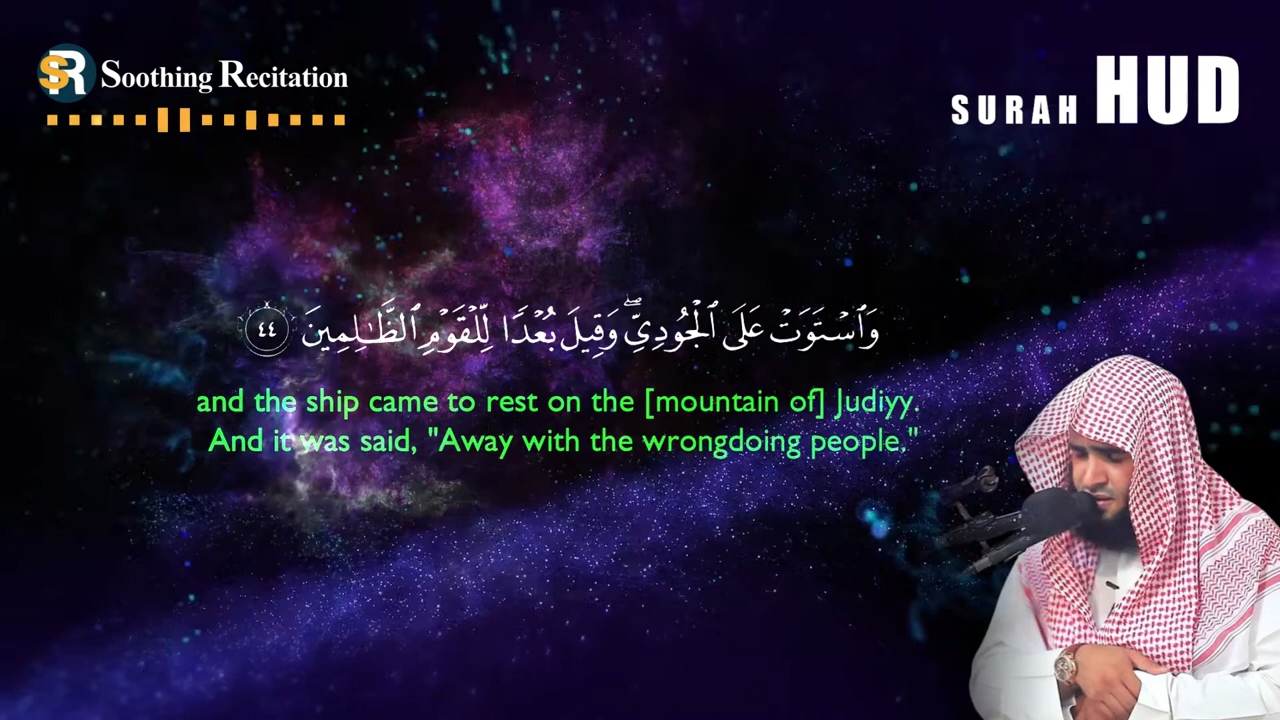 SR
Soothing Recitation
SURAH HUD
وَٱسْتَوَتْ عَلَى ٱلْجُودِىِّ ۖ وَقِيلَ بُعْدًا لِّلْقَوْمِ ٱلظَّـٰلِمِينَ ٤٤
and the ship came to rest on the [mountain of] Judiyy.
And it was said, "Away with the wrongdoing people."